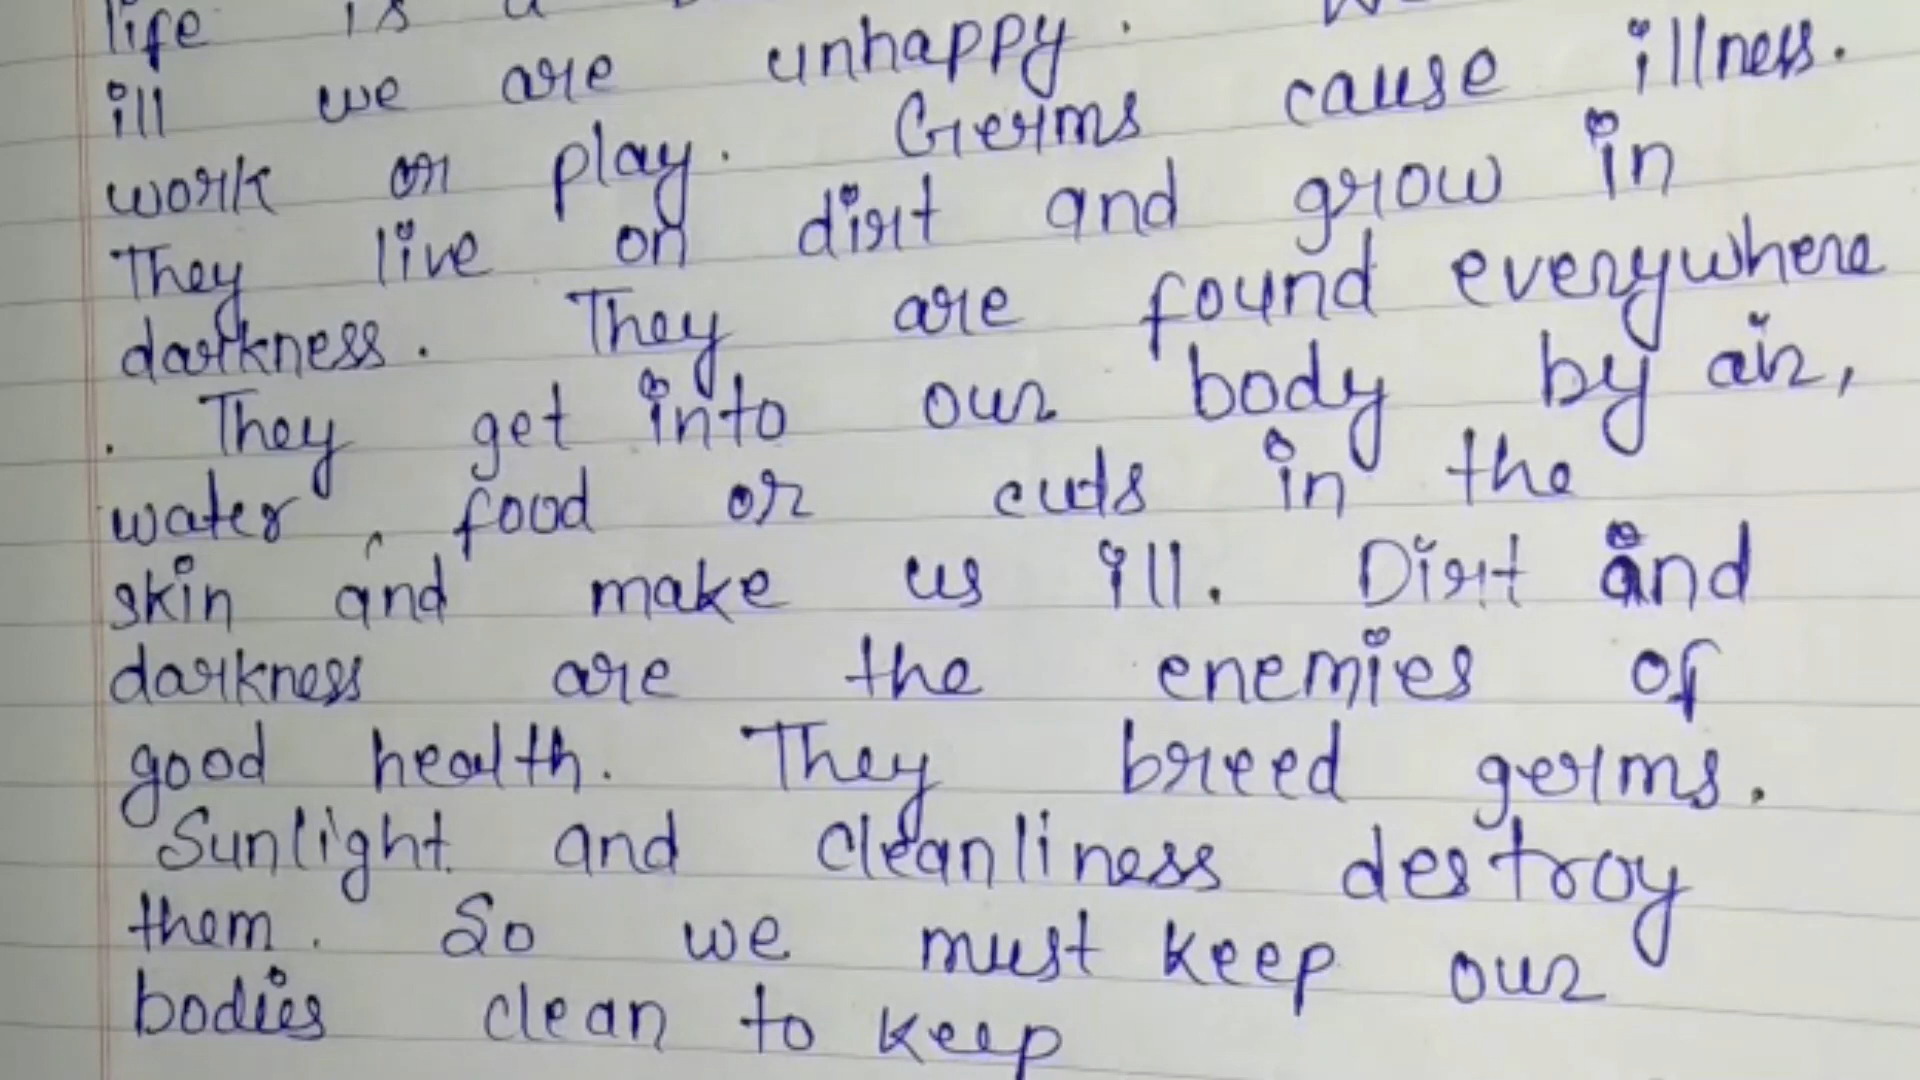 life is a
ill we are unhappy.
work or play. Germs cause illness.
They live on dirt and grow in
darkness. They are found everywhere
. They get into our body by air,
water, food or cuts in the
skin and make us ill. Dirt and
darkness are the enemies of
good health. They breed germs.
Sunlight and cleanliness destroy
them. So we must keep our
bodies clean to keep